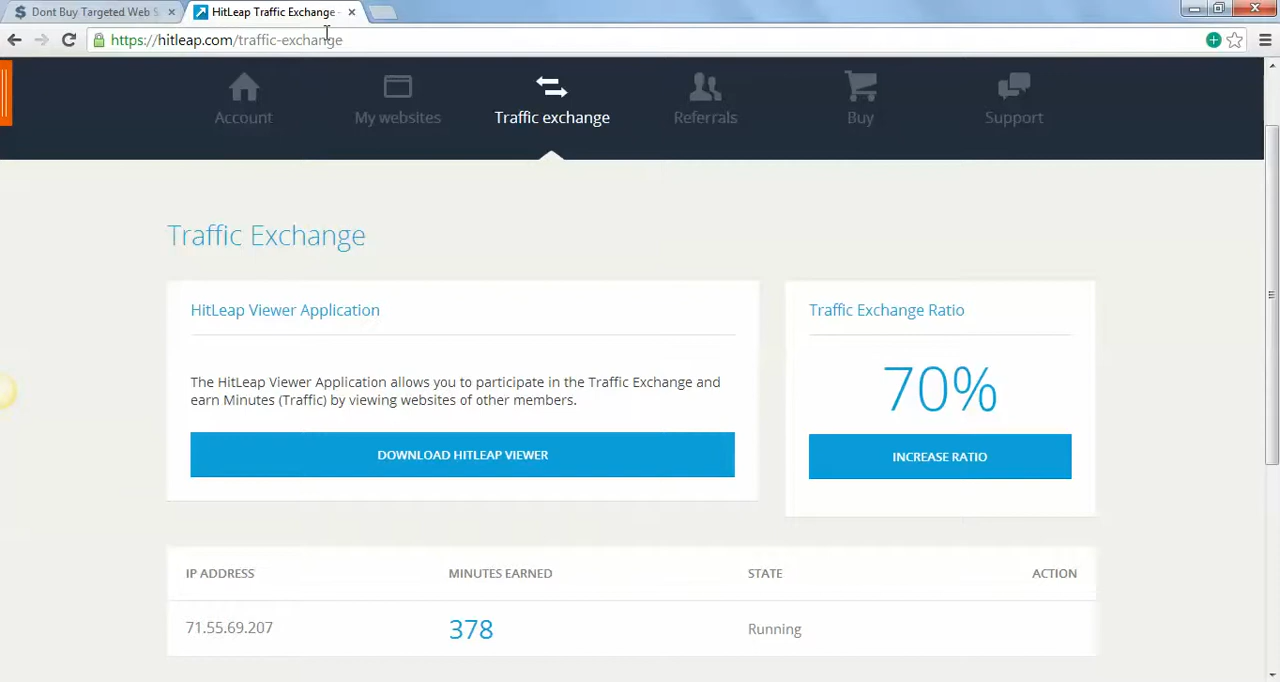 Dont Buy Targeted Web S
HitLeap Traffic Exchange -
https://hitleap.com/traffic-exchange
Account
My websites
Traffic exchange
Referrals
Buy
Support
Traffic Exchange
HitLeap Viewer Application
The HitLeap Viewer Application allows you to participate in the Traffic Exchange and
earn Minutes (Traffic) by viewing websites of other members.
DOWNLOAD HITLEAP VIEWER
Traffic Exchange Ratio
70%
INCREASE RATIO
IP ADDRESS MINUTES EARNED STATE ACTION
71.55.69.207 378 Running